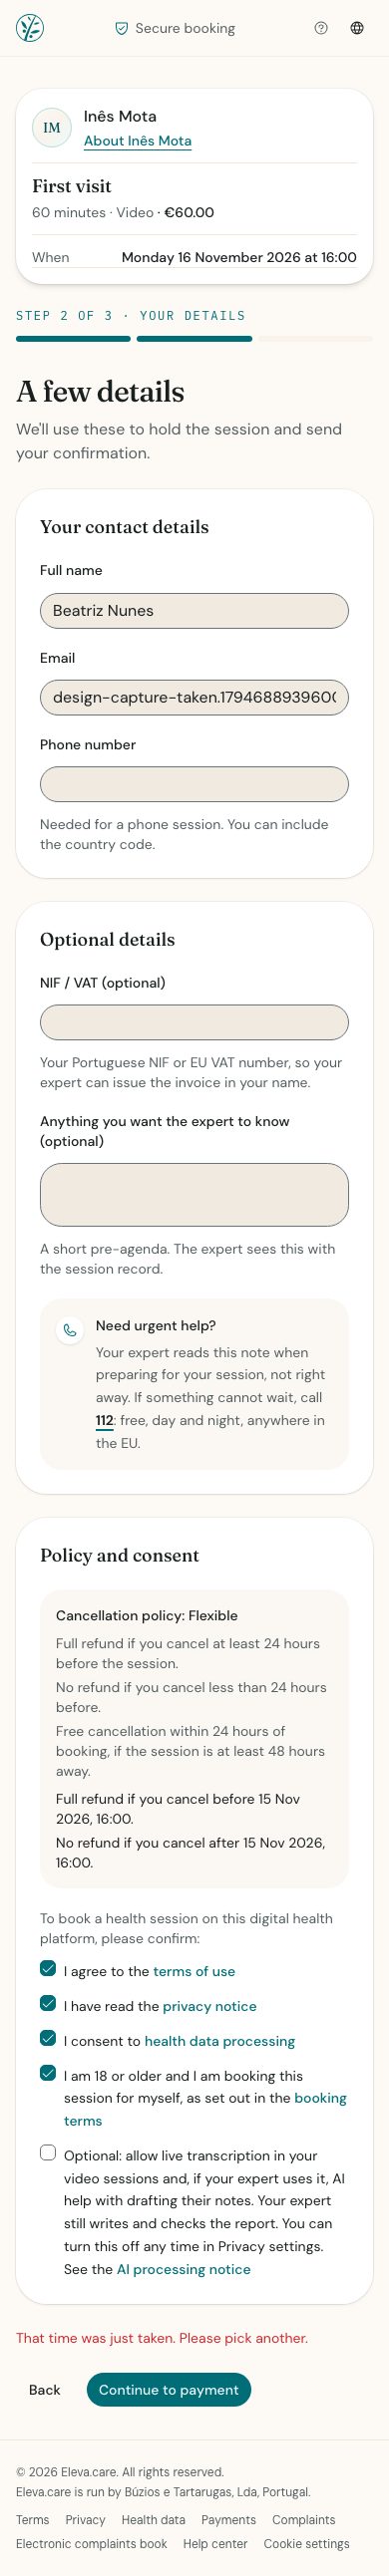 Secure booking
IM
Inês Mota
About Inês Mota
First visit
60 minutes · Video · €60.00
When
Monday 16 November 2026 at 16:00
STEP 2 OF 3 · YOUR DETAILS
A few details
We'll use these to hold the session and send
your confirmation.
Your contact details
Full name
Beatriz Nunes
Email
design-capture-taken.1794688939600
Phone number
Needed for a phone session. You can include
the country code.
Optional details
NIF / VAT (optional)
Your Portuguese NIF or EU VAT number, so your
expert can issue the invoice in your name.
Anything you want the expert to know
(optional)
A short pre-agenda. The expert sees this with
the session record.
Need urgent help?
Your expert reads this note when
preparing for your session, not right
away. If something cannot wait, call
112: free, day and night, anywhere in
the EU.
Policy and consent
Cancellation policy: Flexible
Full refund if you cancel at least 24 hours
before the session.
No refund if you cancel less than 24 hours
before.
Free cancellation within 24 hours of
booking, if the session is at least 48 hours
away.
Full refund if you cancel before 15 Nov
2026, 16:00.
No refund if you cancel after 15 Nov 2026,
16:00.
To book a health session on this digital health
platform, please confirm:
I agree to the terms of use
I have read the privacy notice
I consent to health data processing
I am 18 or older and I am booking this
session for myself, as set out in the booking
terms
Optional: allow live transcription in your
video sessions and, if your expert uses it, AI
help with drafting their notes. Your expert
still writes and checks the report. You can
turn this off any time in Privacy settings.
See the AI processing notice
That time was just taken. Please pick another.
Back
Continue to payment
© 2026 Eleva.care. All rights reserved.
Eleva.care is run by Búzios e Tartarugas, Lda, Portugal.
Terms
Privacy
Health data
Payments
Complaints
Electronic complaints book
Help center
Cookie settings